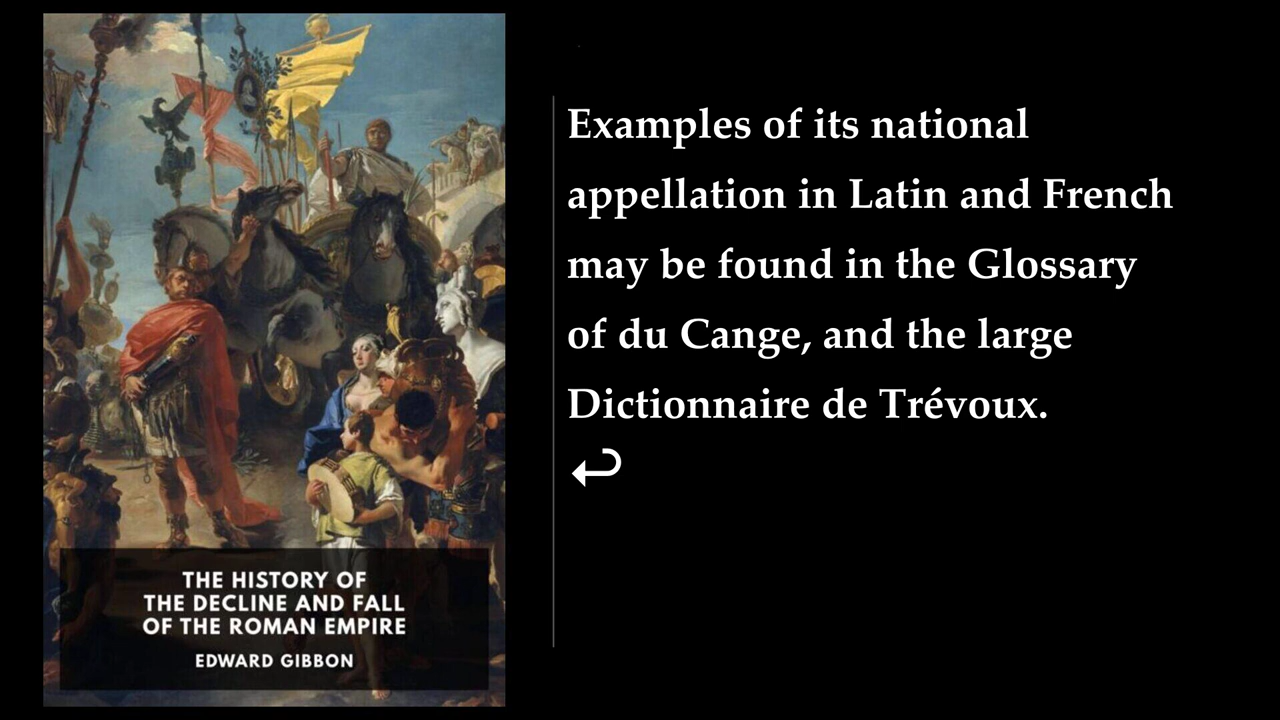 Examples of its national
appellation in Latin and French
may be found in the Glossary
of du Cange, and the large
Dictionnaire de Trévoux.
↩
THE HISTORY OF
THE DECLINE AND FALL
OF THE ROMAN EMPIRE
EDWARD GIBBON